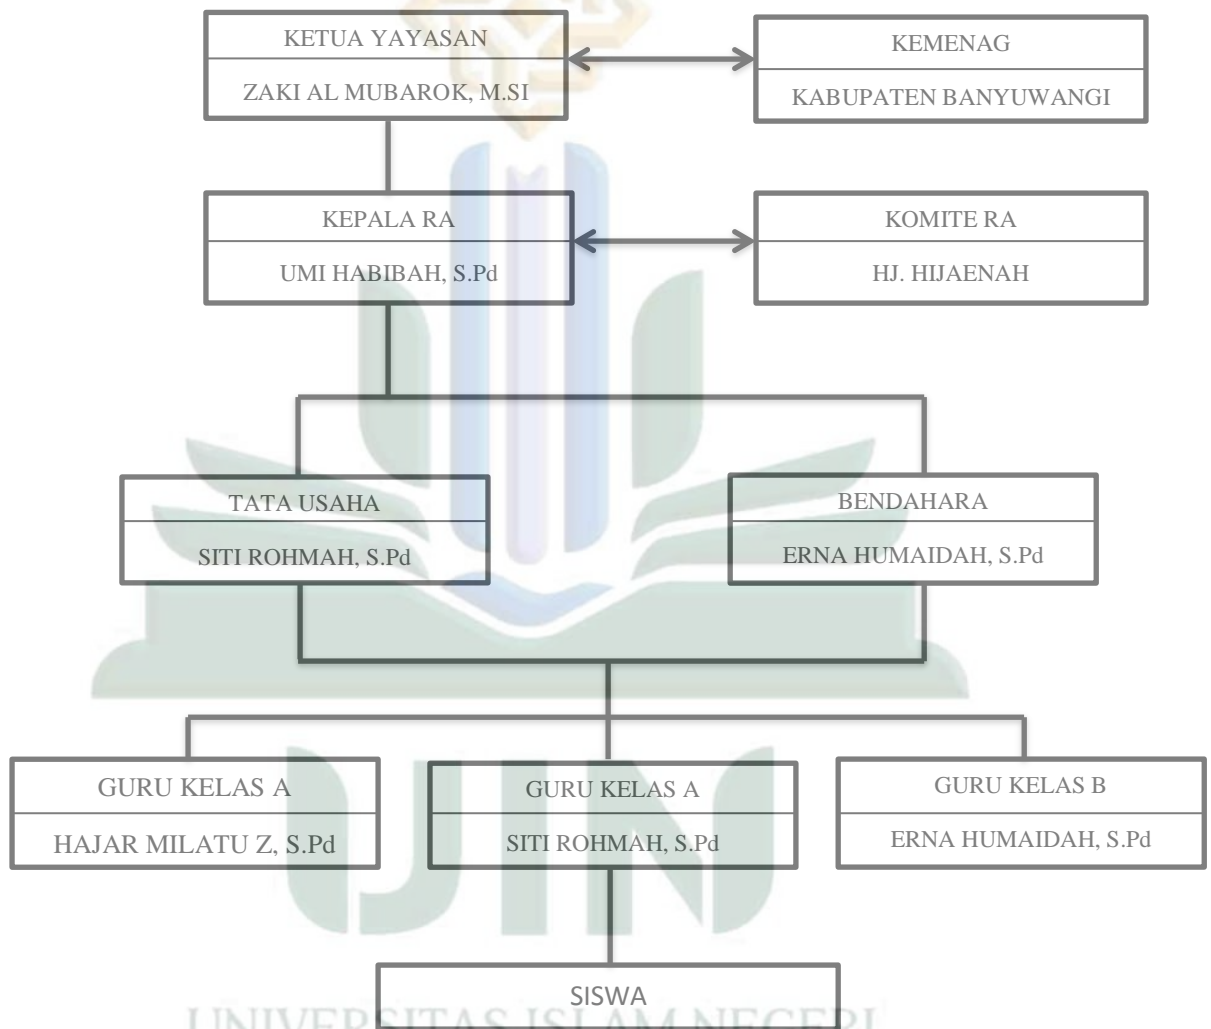 KETUA YAYASAN
ZAKI AL MUBAROK, M.SI
KEMENAG
KABUPATEN BANYUWANGI
KEPALA RA
UMI HABIBAH, S.Pd
KOMITE RA
HJ. HIJAENAH
TATA USAHA
SITI ROHMAH, S.Pd
BENDAHARA
ERNA HUMAIDAH, S.Pd
GURU KELAS A
HAJAR MILATU Z, S.Pd
GURU KELAS A
SITI ROHMAH, S.Pd
GURU KELAS B
ERNA HUMAIDAH, S.Pd
UIN
SISWA
UNIVERSITAS ISLAM NEGERI